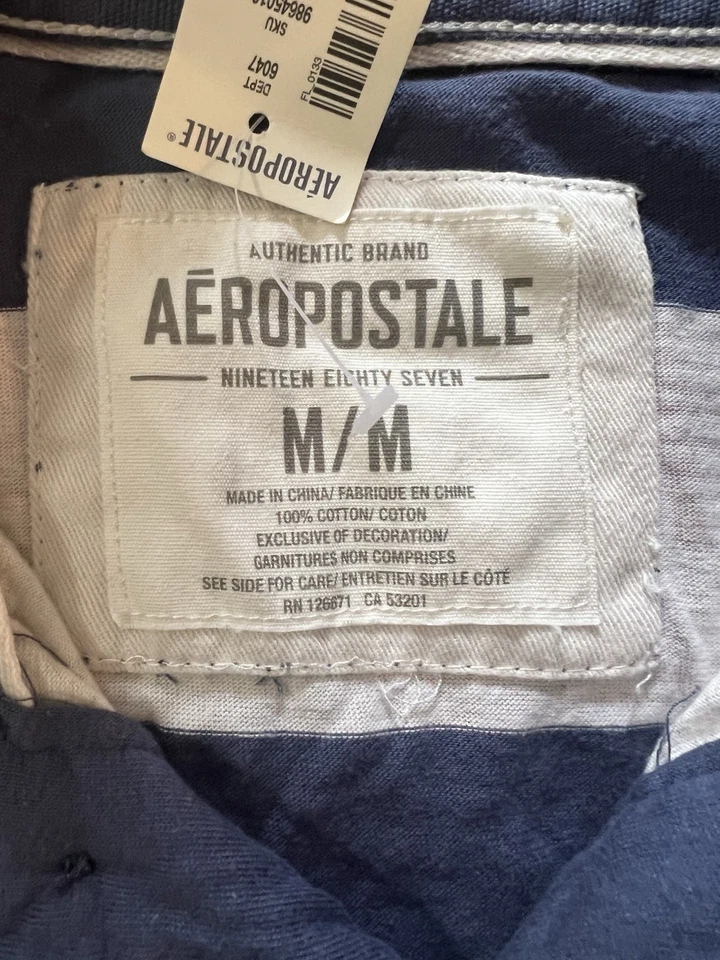 AÉROPOSTALE®
DEPT
6047
SKU
FL_0133
AUTHENTIC BRAND
AÉROPOSTALE
NINETEEN EIGHTY SEVEN
M/M
MADE IN CHINA/ FABRIQUE EN CHINE
100% COTTON/ COTON
EXCLUSIVE OF DECORATION/
GARNITURES NON COMPRISES
SEE SIDE FOR CARE/ ENTRETIEN SUR LE CÔTÉ
RN 126671 CA 53201